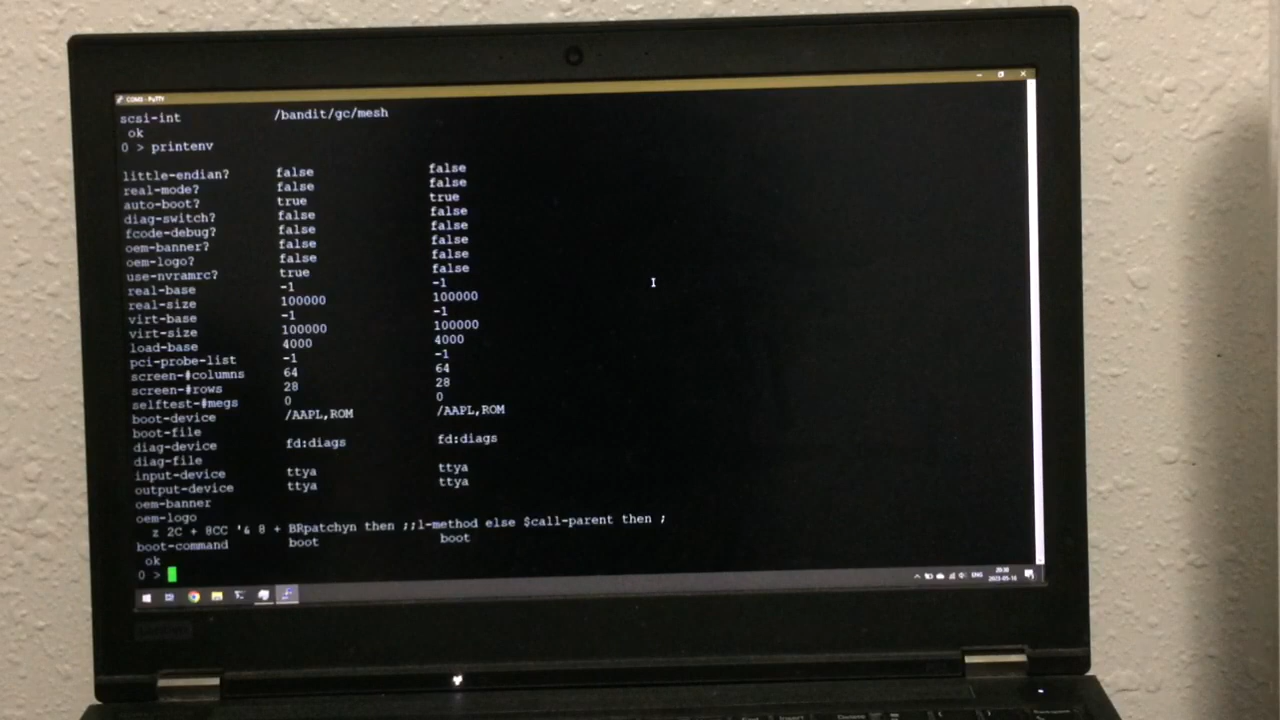 COM3 - PuTTY
scsi-int /bandit/gc/mesh
ok
0 > printenv
little-endian? false false
real-mode? false false
auto-boot? true true
diag-switch? false false
fcode-debug? false false
oem-banner? false false
oem-logo? false false
use-nvramrc? true false
real-base -1 -1
real-size 100000 100000
virt-base -1 -1
virt-size 100000 100000
load-base 4000 4000
pci-probe-list -1 -1
screen-#columns 64 64
screen-#rows 28 28
selftest-#megs 0 0
boot-device /AAPL,ROM /AAPL,ROM
boot-file
diag-device fd:diags fd:diags
diag-file
input-device ttya ttya
output-device ttya ttya
oem-banner
oem-logo
z 2C + 8CC '& 8 + BRpatchyn then ;;l-method else $call-parent then ;
boot-command boot boot
ok
0 >
ENG
20:30
2023-05-16